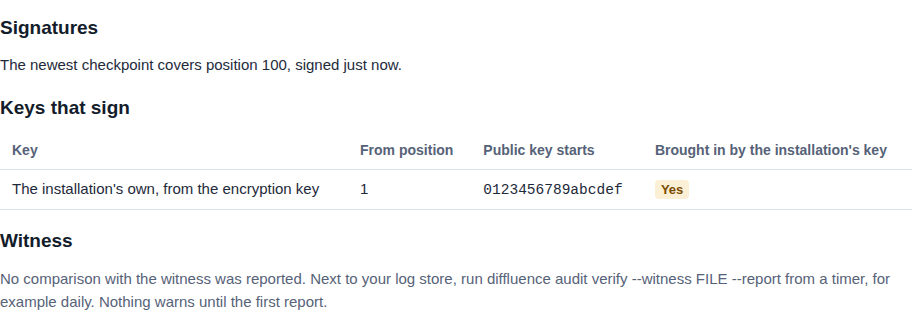 Signatures
The newest checkpoint covers position 100, signed just now.
Keys that sign
Key From position Public key starts Brought in by the installation's key
The installation's own, from the encryption key 1 0123456789abcdef Yes
Witness
No comparison with the witness was reported. Next to your log store, run diffluence audit verify --witness FILE --report from a timer, for
example daily. Nothing warns until the first report.